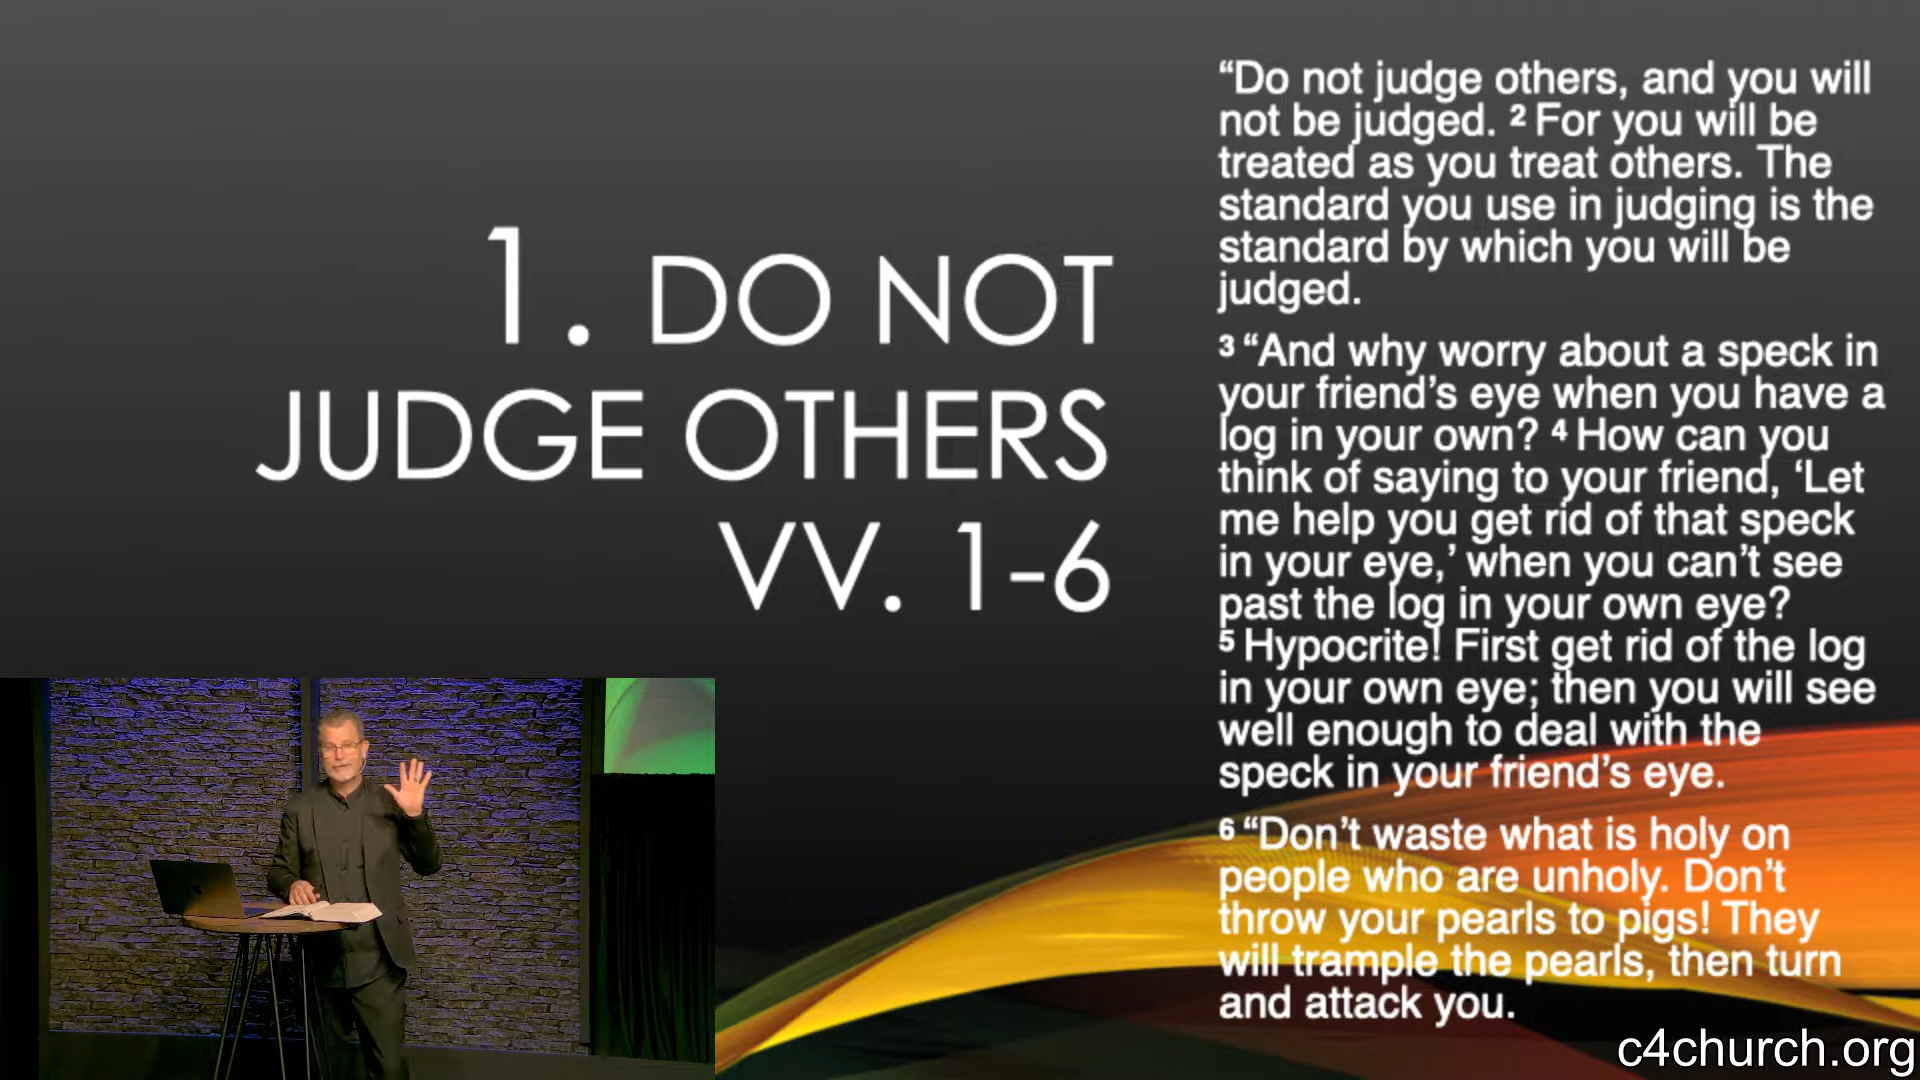 1. DO NOT
JUDGE OTHERS
VV. 1-6
“Do not judge others, and you will
not be judged. ² For you will be
treated as you treat others. The
standard you use in judging is the
standard by which you will be
judged.
³ “And why worry about a speck in
your friend’s eye when you have a
log in your own? ⁴ How can you
think of saying to your friend, ‘Let
me help you get rid of that speck
in your eye,’ when you can’t see
past the log in your own eye?
⁵ Hypocrite! First get rid of the log
in your own eye; then you will see
well enough to deal with the
speck in your friend’s eye.
⁶ “Don’t waste what is holy on
people who are unholy. Don’t
throw your pearls to pigs! They
will trample the pearls, then turn
and attack you.
c4church.org